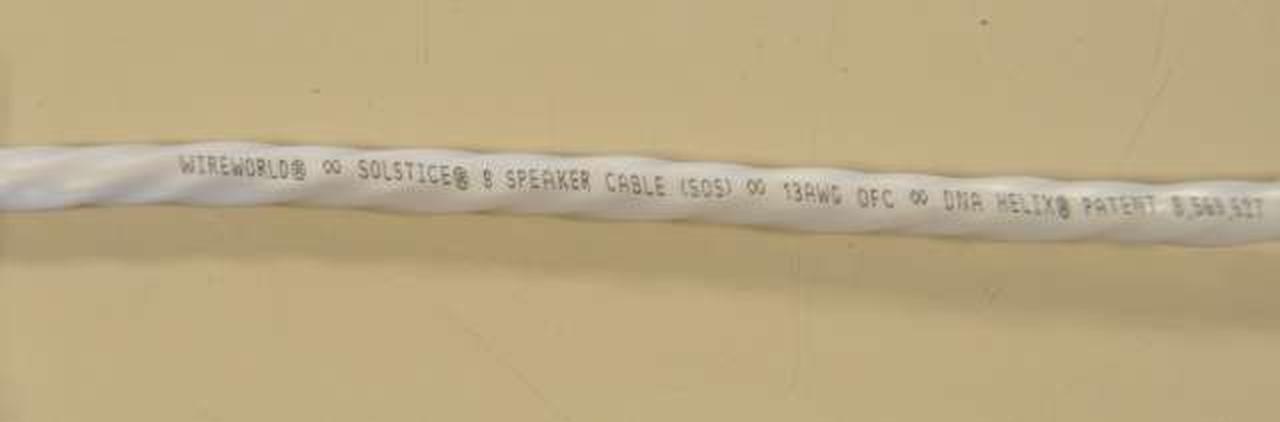 WIREWORLD® ∞ SOLSTICE® 8 SPEAKER CABLE (SOS) ∞ 13AWG OFC ∞ DNA HELIX® PATENT